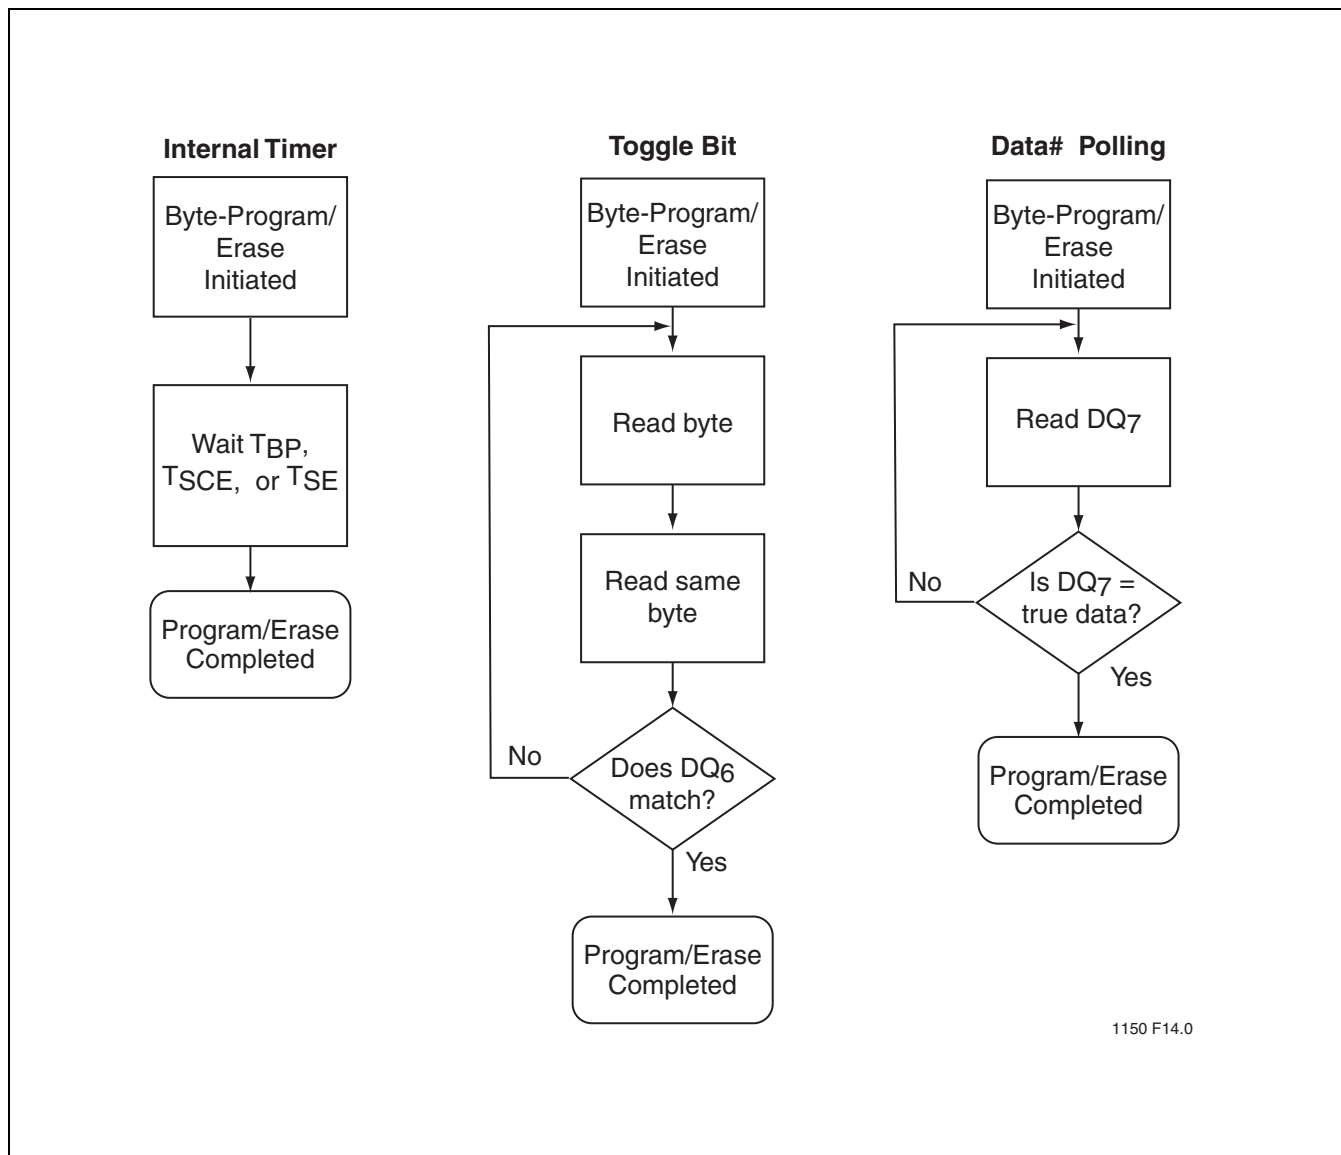 Internal Timer
Byte-Program/
Erase
Initiated
Wait TBP,
TSCE, or TSE
Program/Erase
Completed
Toggle Bit
Byte-Program/
Erase
Initiated
Read byte
Read same
byte
No
Does DQ6
match?
Yes
Program/Erase
Completed
Data# Polling
Byte-Program/
Erase
Initiated
Read DQ7
No
Is DQ7 =
true data?
Yes
Program/Erase
Completed
1150 F14.0